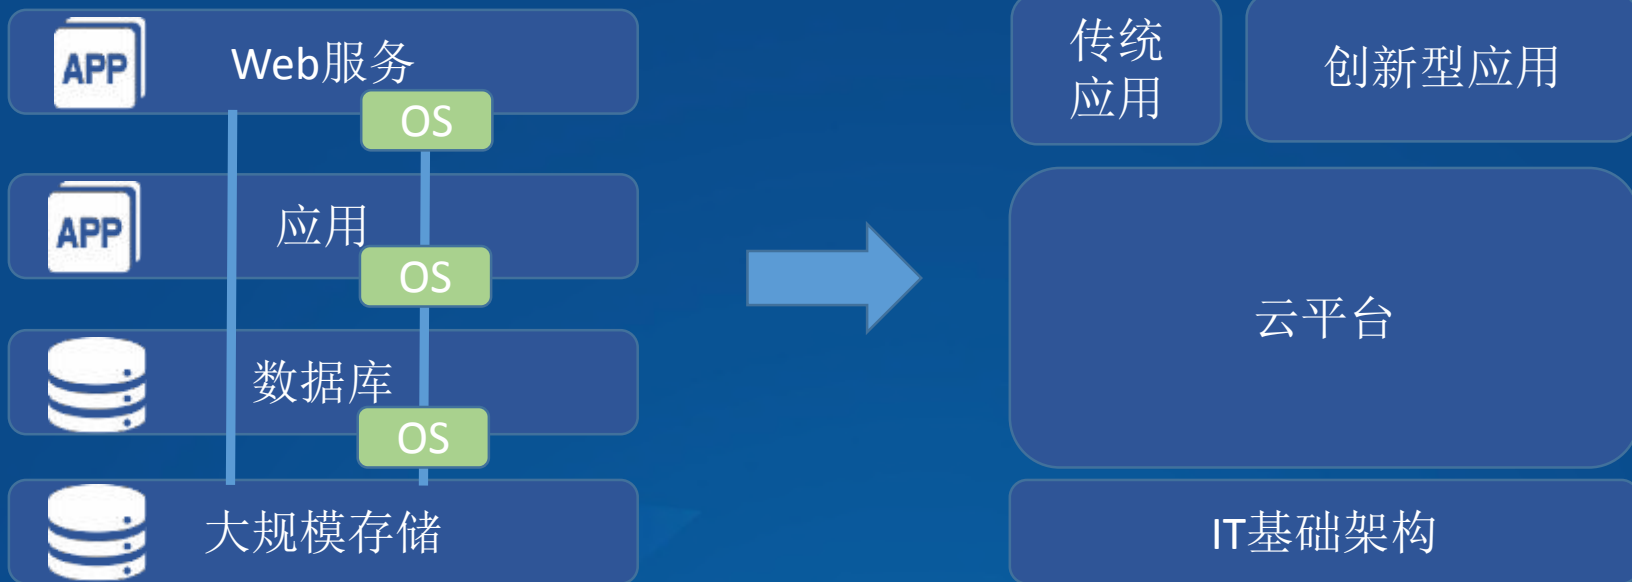 APP
Web服务
OS
APP
应用
OS
数据库
OS
大规模存储
传统
应用
创新型应用
云平台
IT基础架构